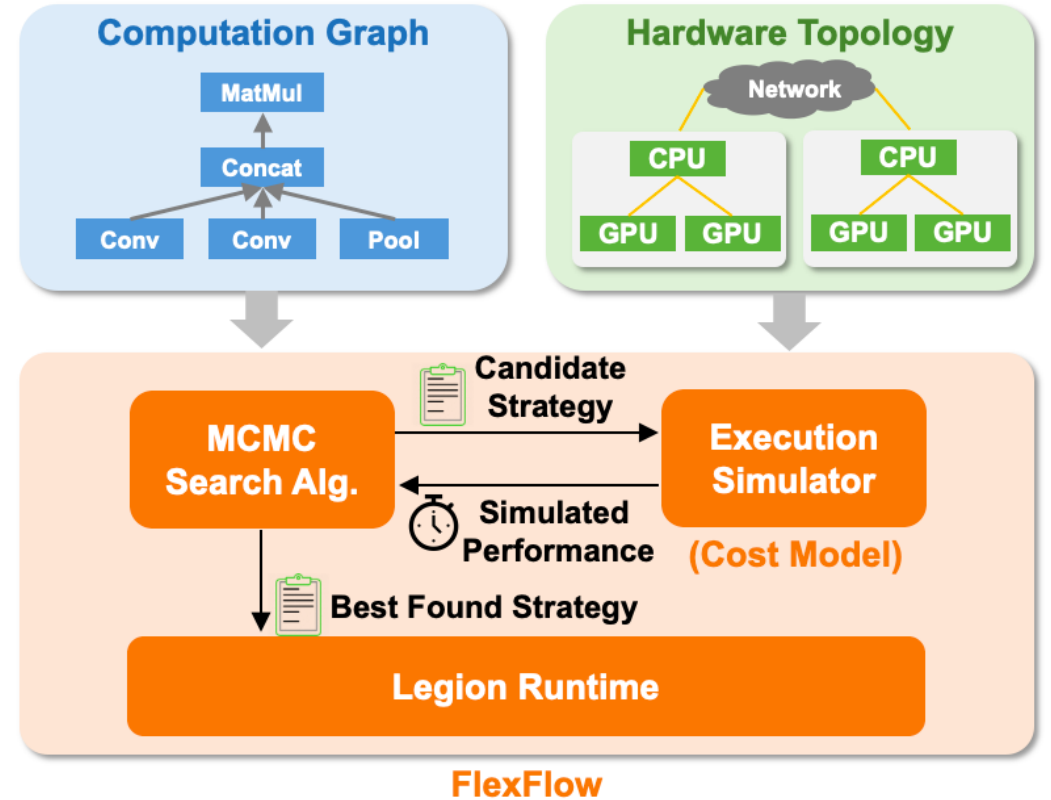 Computation Graph
MatMul
Concat
Conv
Conv
Pool
Hardware Topology
Network
CPU
GPU
GPU
CPU
GPU
GPU
MCMC
Search Alg.
Candidate
Strategy
Execution
Simulator
(Cost Model)
Simulated
Performance
Best Found Strategy
Legion Runtime
FlexFlow